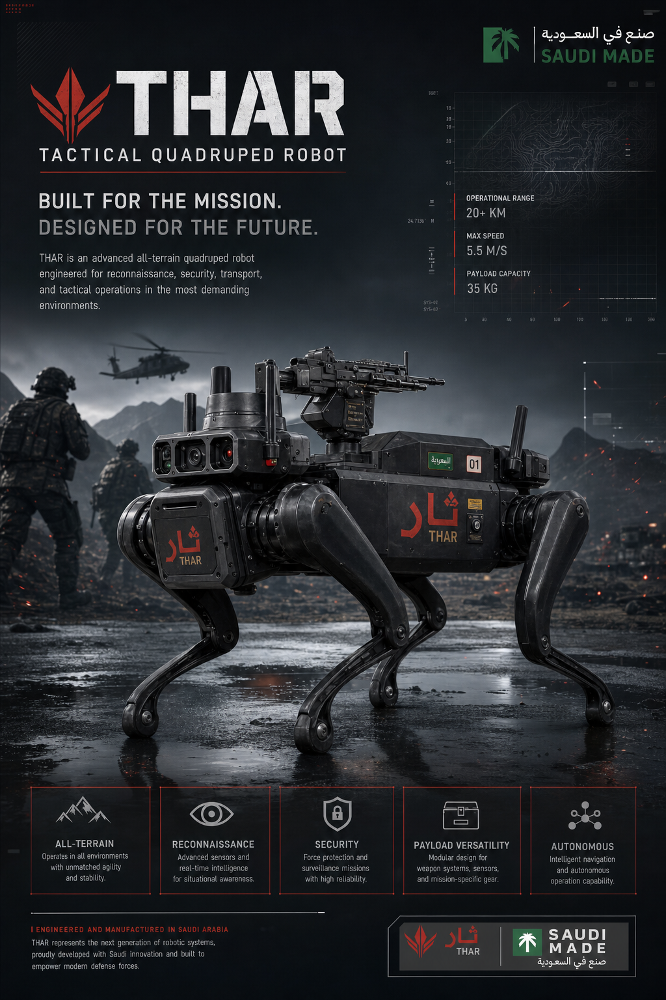 صنع في السعودية
SAUDI MADE
THAR
TACTICAL QUADRUPED ROBOT
BUILT FOR THE MISSION.
DESIGNED FOR THE FUTURE.
THAR is an advanced all-terrain quadruped robot
engineered for reconnaissance, security, transport,
and tactical operations in the most demanding
environments.
OPERATIONAL RANGE
20+ KM
24.7136° N
MAX SPEED
5.5 M/S
PAYLOAD CAPACITY
35 KG
SYS-01
SYS-02
السعودية
01
ثار
THAR
ثار
THAR
ALL-TERRAIN
Operates in all environments
with unmatched agility
and stability.
RECONNAISSANCE
Advanced sensors and
real-time intelligence
for situational awareness.
SECURITY
Force protection and
surveillance missions
with high reliability.
PAYLOAD VERSATILITY
Modular design for
weapon systems, sensors,
and mission-specific gear.
AUTONOMOUS
Intelligent navigation
and autonomous
operation capability.
ENGINEERED AND MANUFACTURED IN SAUDI ARABIA
THAR represents the next generation of robotic systems,
proudly developed with Saudi innovation and built to
empower modern defense forces.
ثار
THAR
SAUDI
MADE
صنع في السعودية